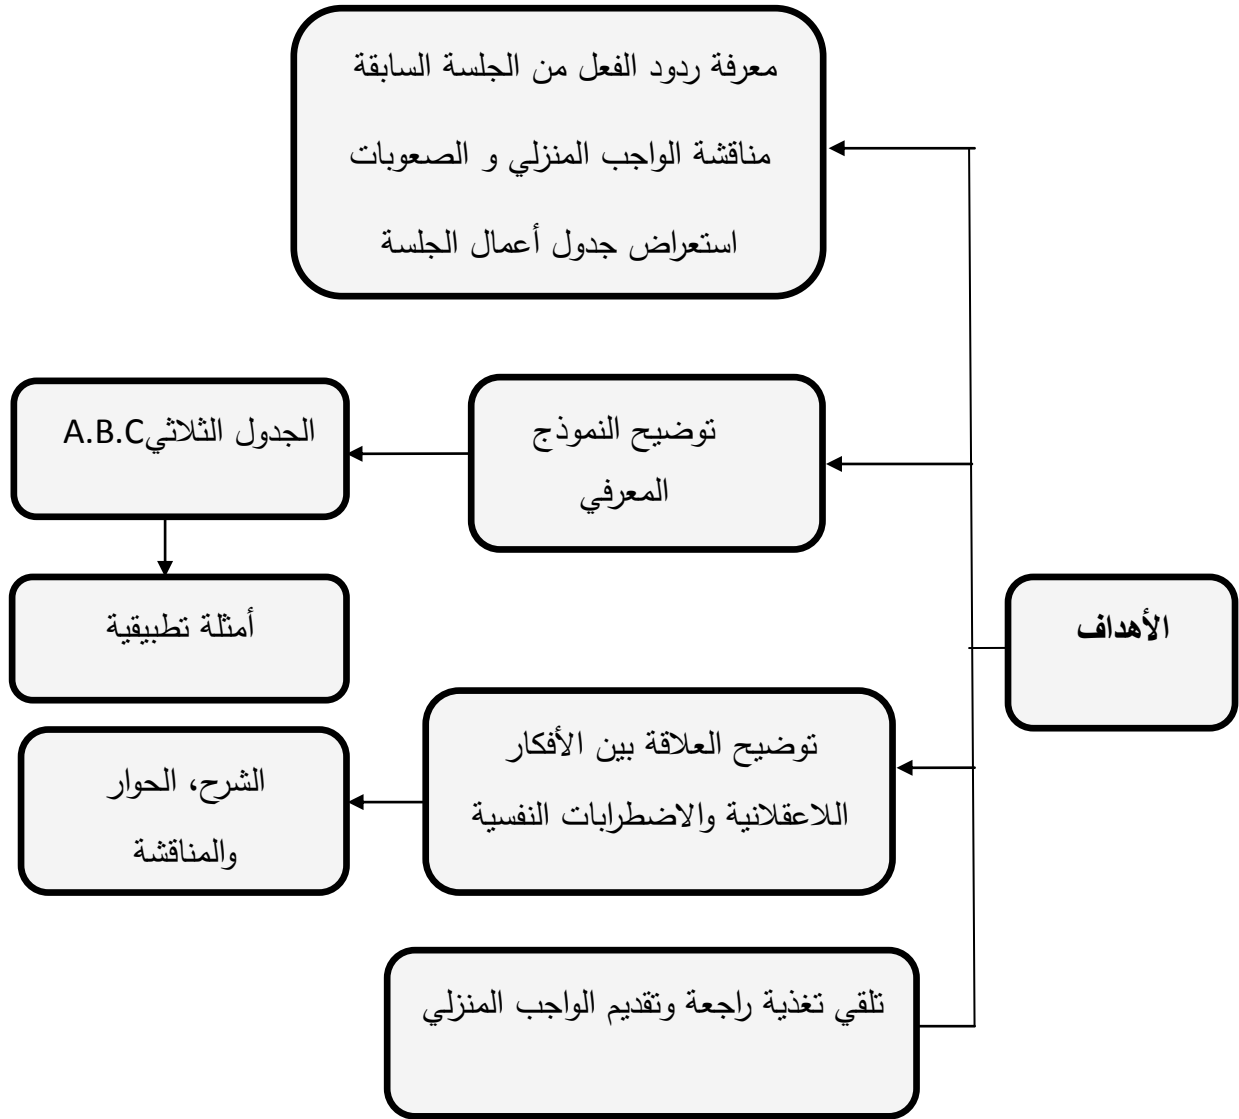 معرفة ردود الفعل من الجلسة السابقة
مناقشة الواجب المنزلي و الصعوبات
استعراض جدول أعمال الجلسة
توضيح النموذج
المعرفي
الجدول الثلاثيA.B.C
أمثلة تطبيقية
الأهداف
توضيح العلاقة بين الأفكار
اللاعقلانية والاضطرابات النفسية
الشرح، الحوار
والمناقشة
تلقي تغذية راجعة وتقديم الواجب المنزلي